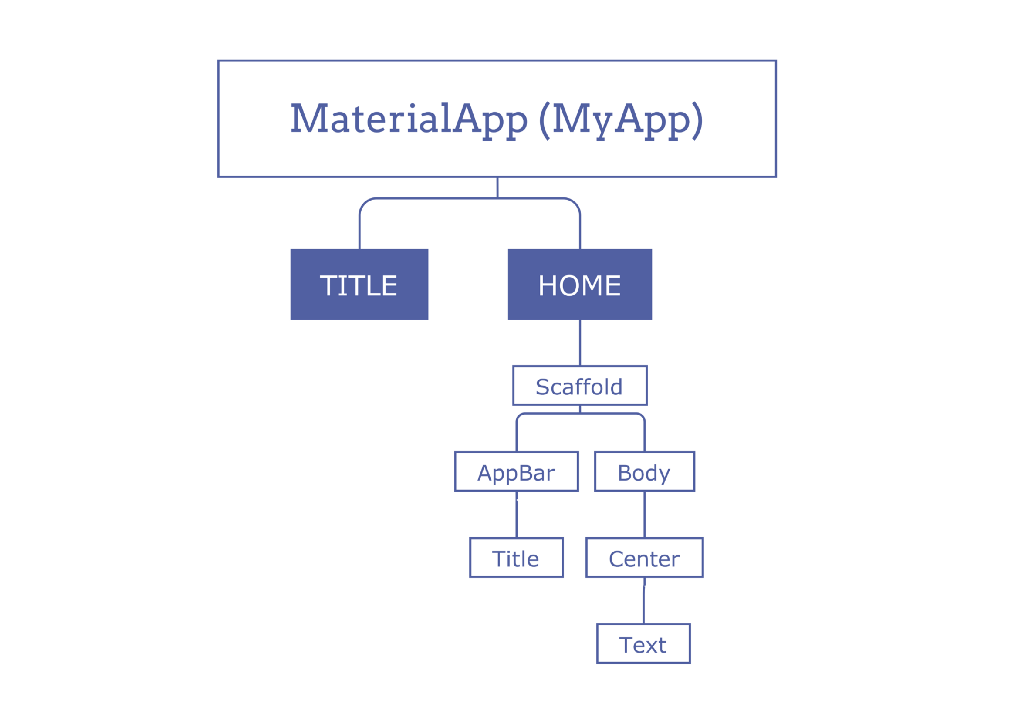 MaterialApp (MyApp)
TITLE
HOME
Scaffold
AppBar
Body
Title
Center
Text